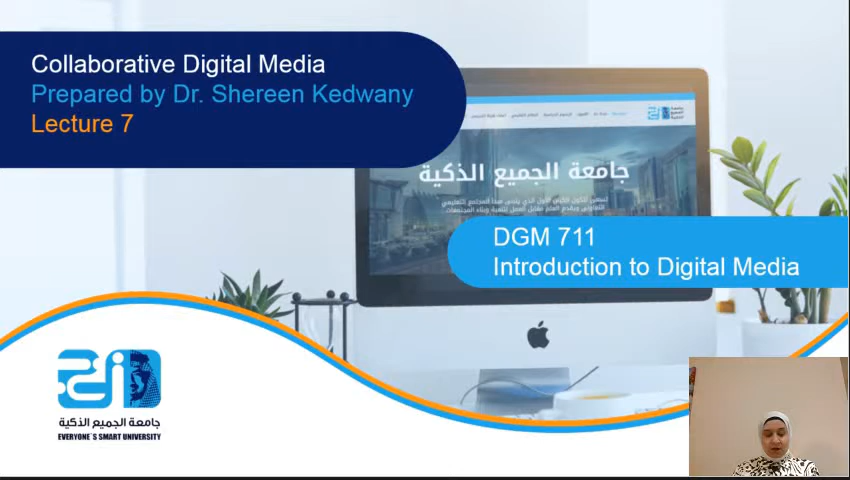 Collaborative Digital Media
Prepared by Dr. Shereen Kedwany
Lecture 7
جامعة الجميع الذكية
DGM 711
Introduction to Digital Media
جامعة الجميع الذكية
EVERYONE`S SMART UNIVERSITY